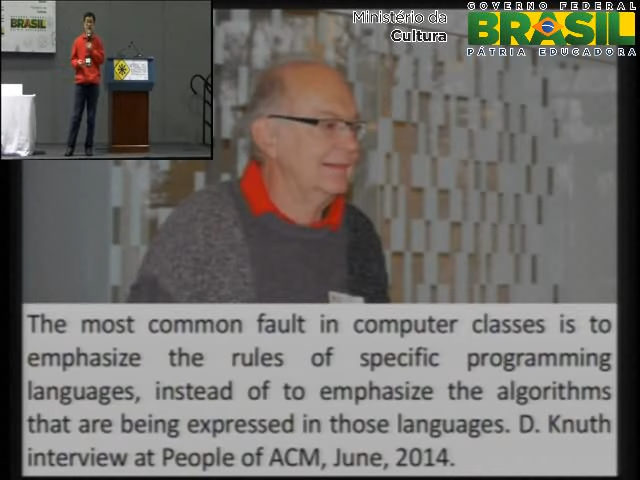 Ministério da
Cultura
GOVERNO FEDERAL
BRASIL
PÁTRIA EDUCADORA
BRASIL
The most common fault in computer classes is to
emphasize the rules of specific programming
languages, instead of to emphasize the algorithms
that are being expressed in those languages. D. Knuth
interview at People of ACM, June, 2014.